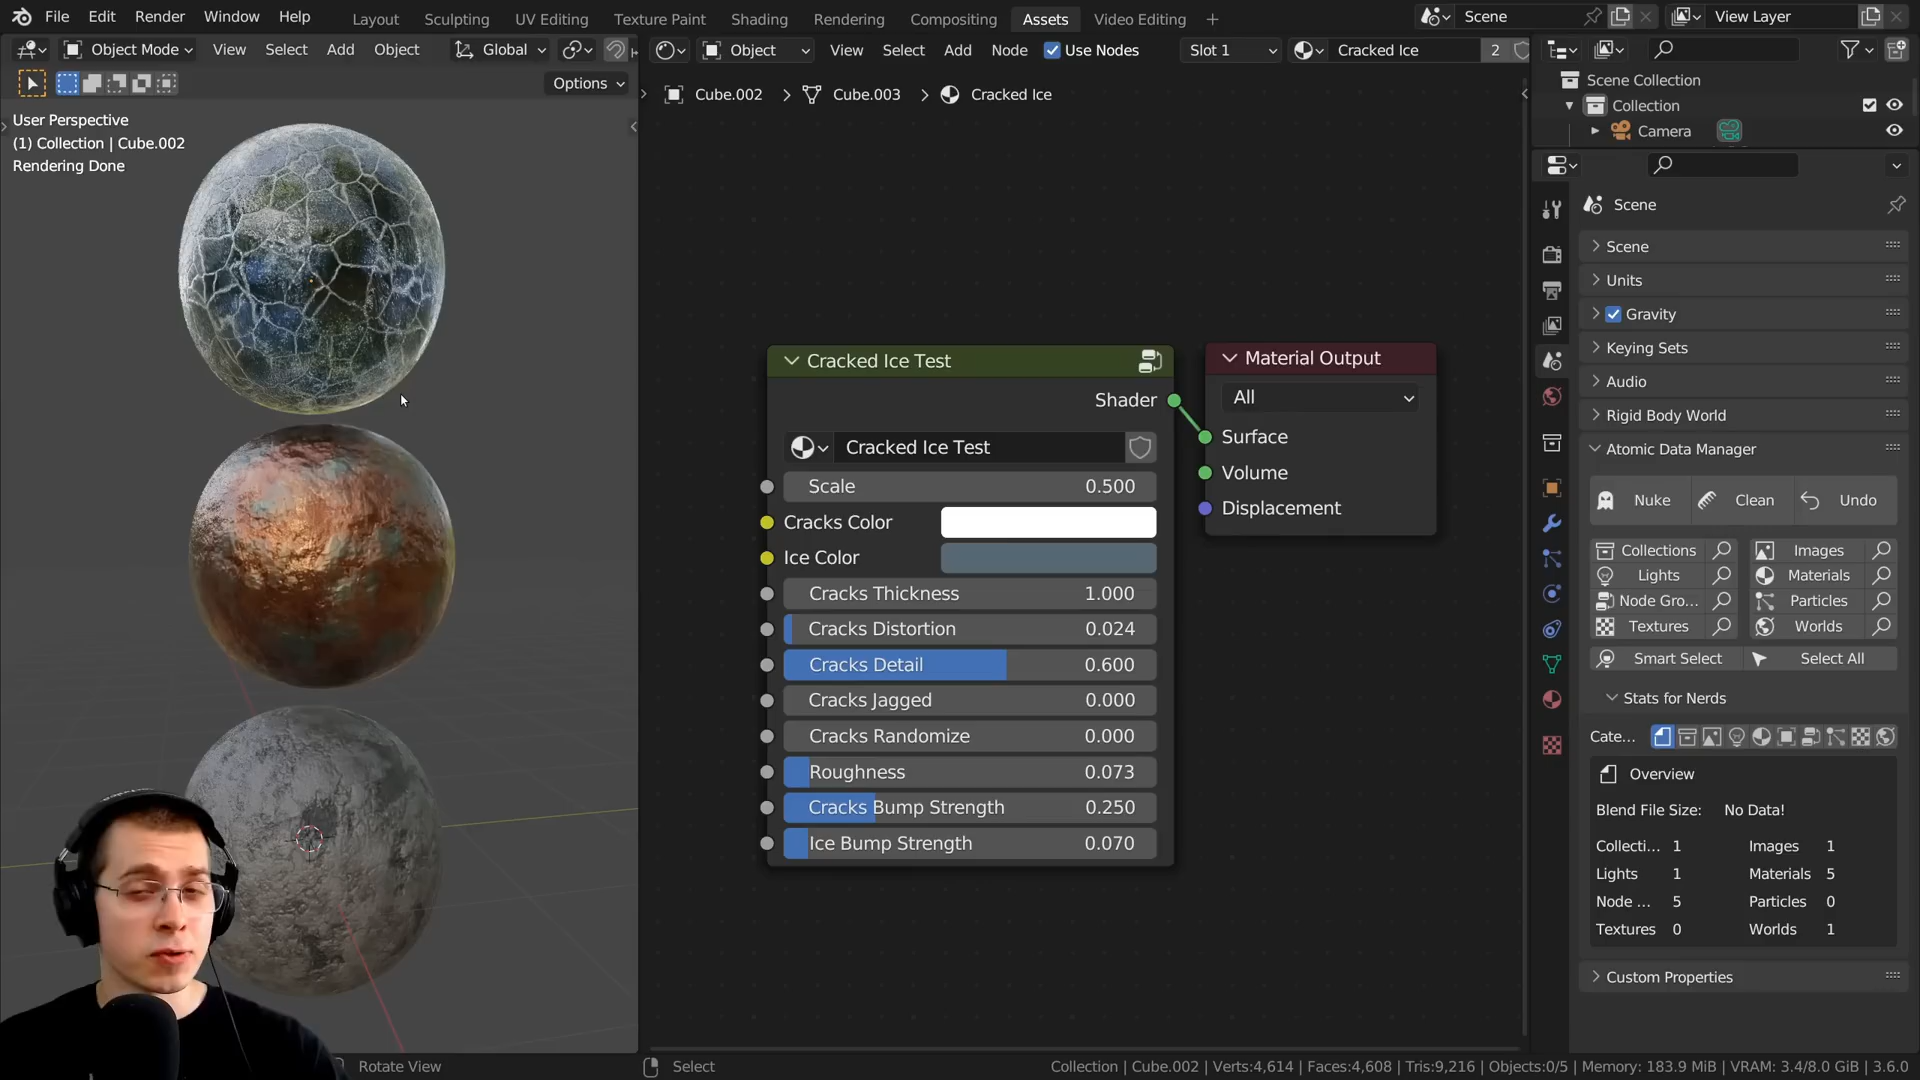 File Edit Render Window Help Layout Sculpting UV Editing Texture Paint Shading Rendering Compositing Assets Video Editing + Scene View Layer
Object Mode View Select Add Object Global
Options
User Perspective
(1) Collection | Cube.002
Rendering Done
Object View Select Add Node Use Nodes Slot 1 Cracked Ice 2
Cube.002 > Cube.003 > Cracked Ice
Cracked Ice Test
Shader
Cracked Ice Test
Scale 0.500
Cracks Color
Ice Color
Cracks Thickness 1.000
Cracks Distortion 0.024
Cracks Detail 0.600
Cracks Jagged 0.000
Cracks Randomize 0.000
Roughness 0.073
Cracks Bump Strength 0.250
Ice Bump Strength 0.070
Material Output
All
Surface
Volume
Displacement
Scene Collection
Collection
Camera
Scene
Scene
Units
Gravity
Keying Sets
Audio
Rigid Body World
Atomic Data Manager
Nuke Clean Undo
Collections Images
Lights Materials
Node Gro... Particles
Textures Worlds
Smart Select Select All
Stats for Nerds
Cate...
Overview
Blend File Size: No Data!
Collecti... 1 Images 1
Lights 1 Materials 5
Node ... 5 Particles 0
Textures 0 Worlds 1
Custom Properties
Rotate View Select Collection | Cube.002 | Verts:4,614 | Faces:4,608 | Tris:9,216 | Objects:0/5 | Memory: 183.9 MiB | VRAM: 3.4/8.0 GiB | 3.6.0